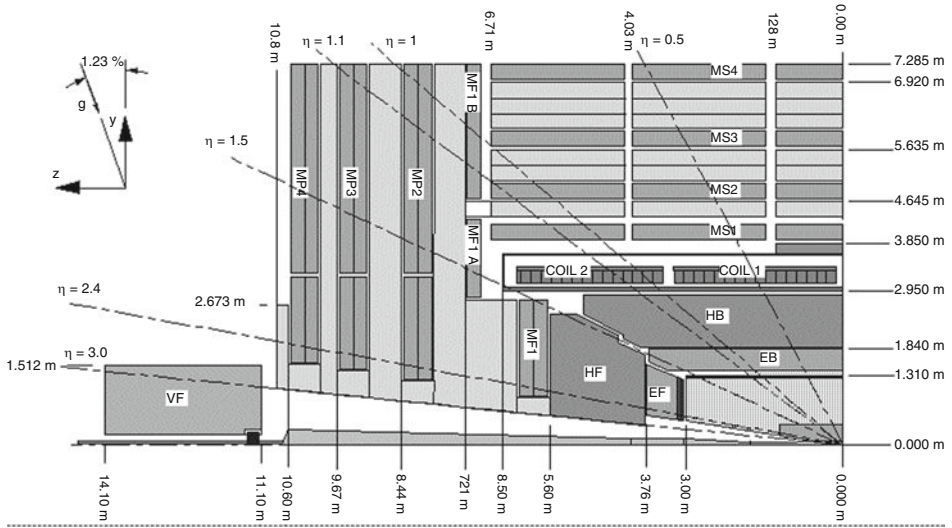 10.8 m
η = 1.1
η = 1
6.71 m
4.03 m
η = 0.5
128 m
0.00 m
1.23 %
g
y
z
η = 1.5
η = 2.4
2.673 m
η = 3.0
1.512 m
VF
MP4
MP3
MP2
MF1 B
MF1 A
MF1
MS4
MS3
MS2
MS1
COIL 2
COIL 1
HB
EB
HF
EF
7.285 m
6.920 m
5.635 m
4.645 m
3.850 m
2.950 m
1.840 m
1.310 m
0.000 m
14.10 m
11.10 m
10.60 m
9.67 m
8.44 m
721 m
8.50 m
5.60 m
3.76 m
3.00 m
0.000 m